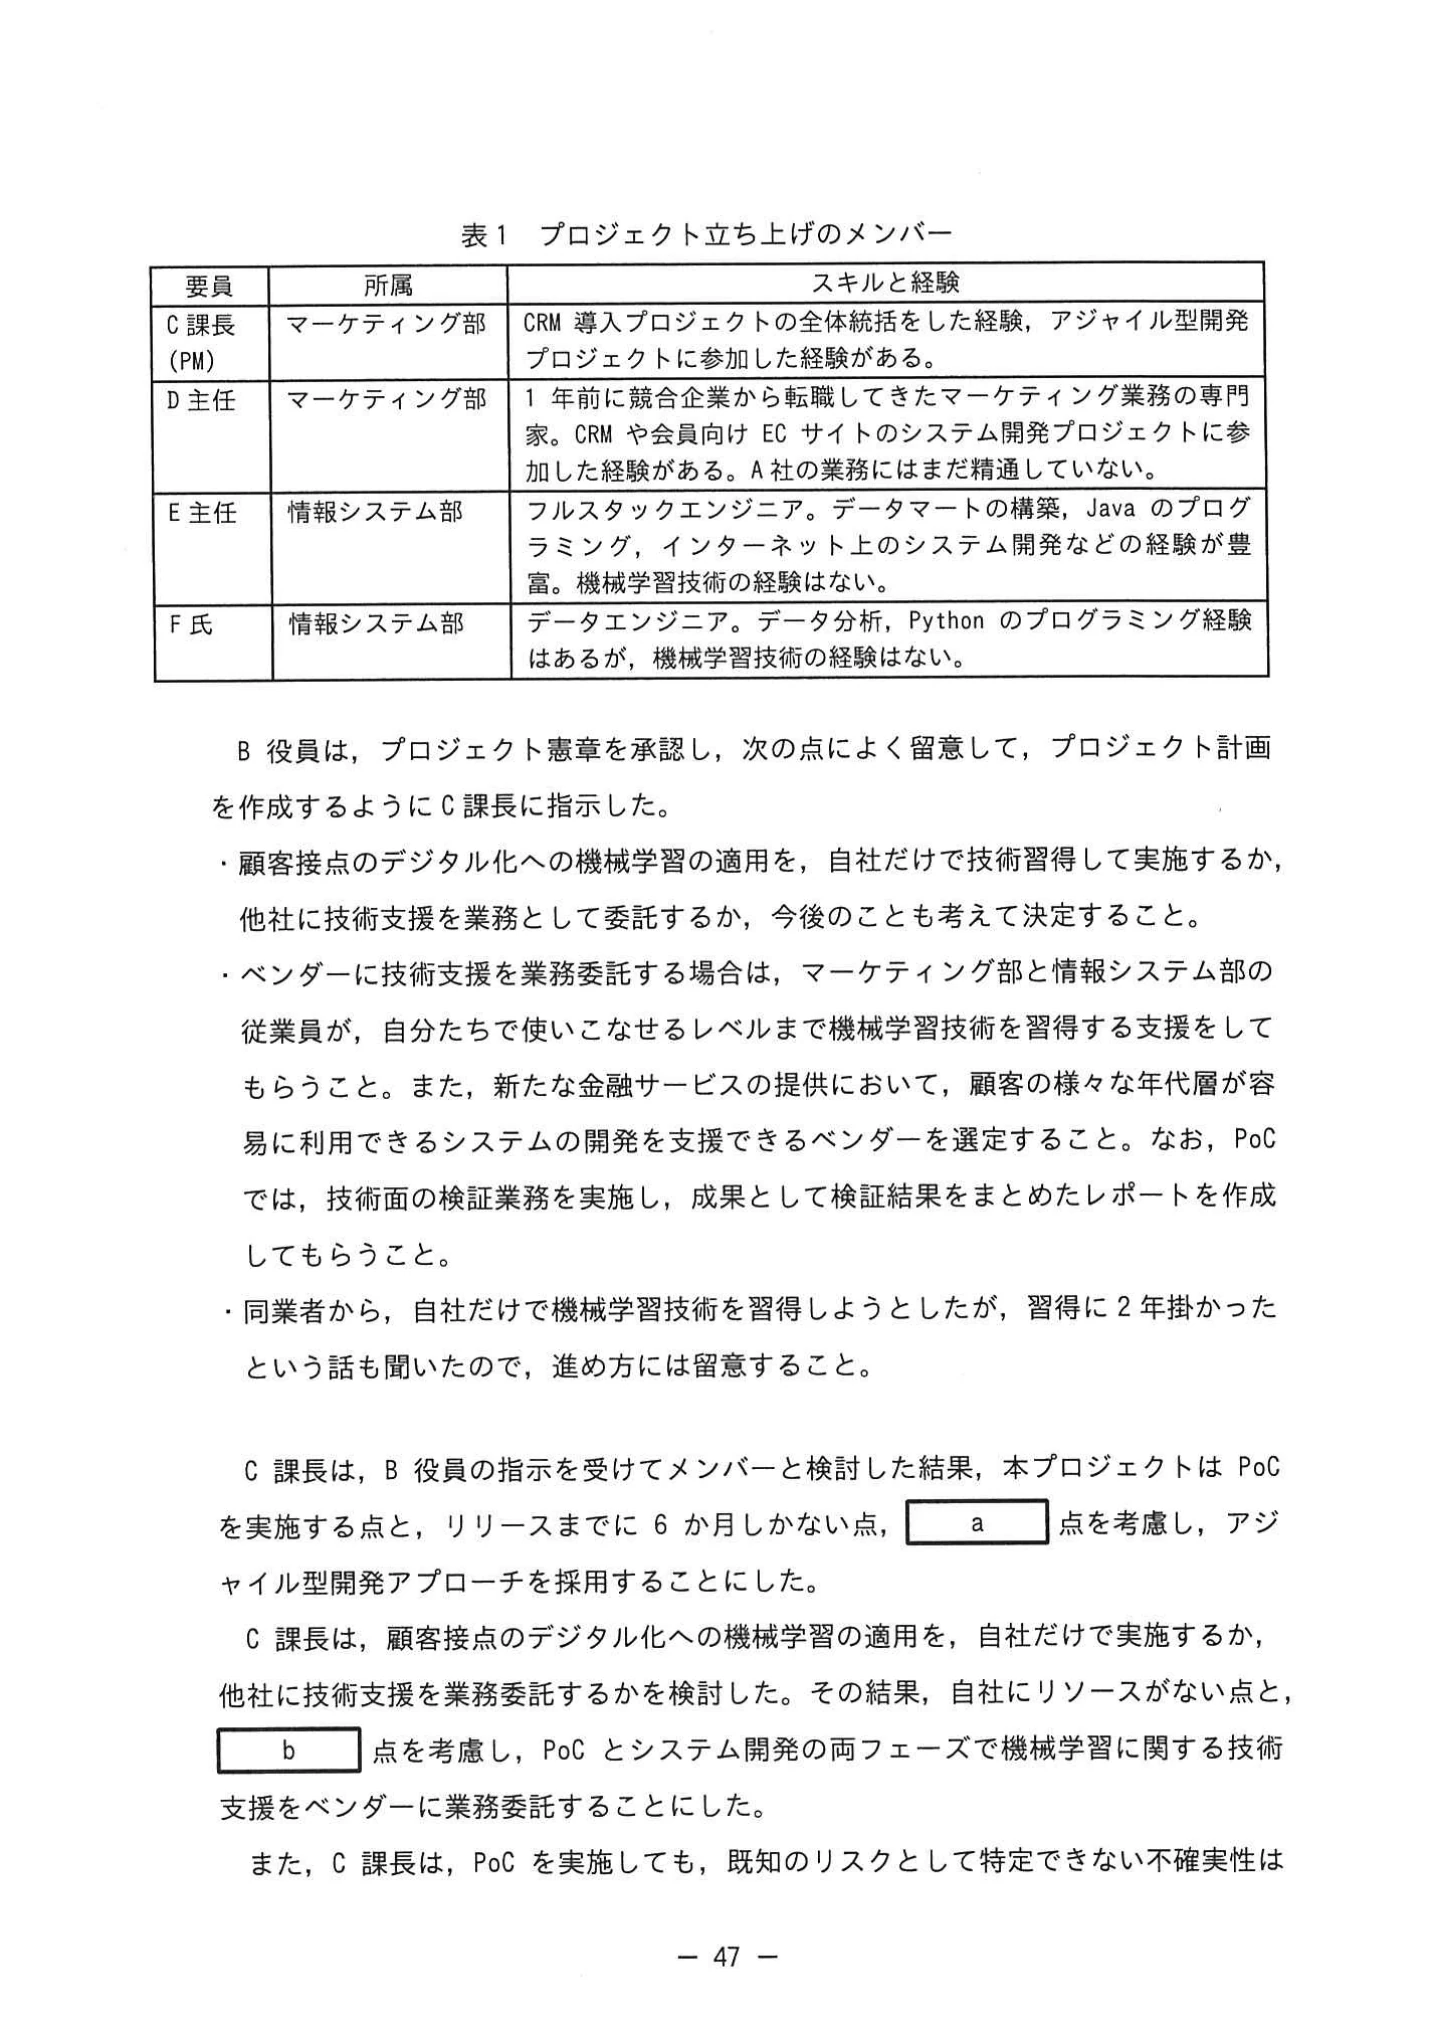 表1　プロジェクト立ち上げのメンバー
要員　所属　スキルと経験
C課長(PM)　マーケティング部　CRM 導入プロジェクトの全体統括をした経験，アジャイル型開発
プロジェクトに参加した経験がある。
D主任　マーケティング部　1 年前に競合企業から転職してきたマーケティング業務の専門
家。CRM や会員向け EC サイトのシステム開発プロジェクトに参
加した経験がある。A社の業務にはまだ精通していない。
E主任　情報システム部　フルスタックエンジニア。データマートの構築，Java のプログ
ラミング，インターネット上のシステム開発などの経験が豊
富。機械学習技術の経験はない。
F氏　情報システム部　データエンジニア。データ分析，Python のプログラミング経験
はあるが，機械学習技術の経験はない。
B 役員は，プロジェクト憲章を承認し，次の点によく留意して，プロジェクト計画
を作成するようにC課長に指示した。
・顧客接点のデジタル化への機械学習の適用を，自社だけで技術習得して実施するか，
他社に技術支援を業務として委託するか，今後のことも考えて決定すること。
・ベンダーに技術支援を業務委託する場合は，マーケティング部と情報システム部の
従業員が，自分たちで使いこなせるレベルまで機械学習技術を習得する支援をして
もらうこと。また，新たな金融サービスの提供において，顧客の様々な年代層が容
易に利用できるシステムの開発を支援できるベンダーを選定すること。なお，PoC
では，技術面の検証業務を実施し，成果として検証結果をまとめたレポートを作成
してもらうこと。
・同業者から，自社だけで機械学習技術を習得しようとしたが，習得に2年掛かった
という話も聞いたので，進め方には留意すること。
C 課長は，B 役員の指示を受けてメンバーと検討した結果，本プロジェクトは PoC
を実施する点と，リリースまでに 6 か月しかない点，a点を考慮し，アジ
ャイル型開発アプローチを採用することにした。
C 課長は，顧客接点のデジタル化への機械学習の適用を，自社だけで実施するか，
他社に技術支援を業務委託するかを検討した。その結果，自社にリソースがない点と，
b点を考慮し，PoC とシステム開発の両フェーズで機械学習に関する技術
支援をベンダーに業務委託することにした。
また，C 課長は，PoC を実施しても，既知のリスクとして特定できない不確実性は
－ 47 －